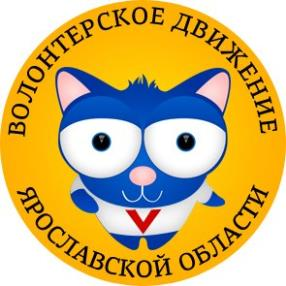 ВОЛОНТЕРСКОЕ ДВИЖЕНИЕ
ЯРОСЛАВСКОЙ ОБЛАСТИ